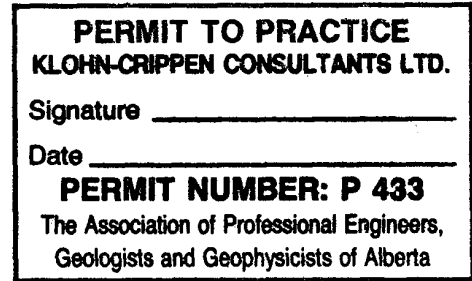 PERMIT TO PRACTICE
KLOHN-CRIPPEN CONSULTANTS LTD.
Signature
Date
PERMIT NUMBER: P 433
The Association of Professional Engineers,
Geologists and Geophysicists of Alberta